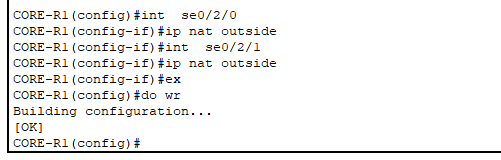 CORE-R1(config)#int  se0/2/0
CORE-R1(config-if)#ip nat outside
CORE-R1(config-if)#int  se0/2/1
CORE-R1(config-if)#ip nat outside
CORE-R1(config-if)#ex
CORE-R1(config)#do wr
Building configuration...
[OK]
CORE-R1(config)#